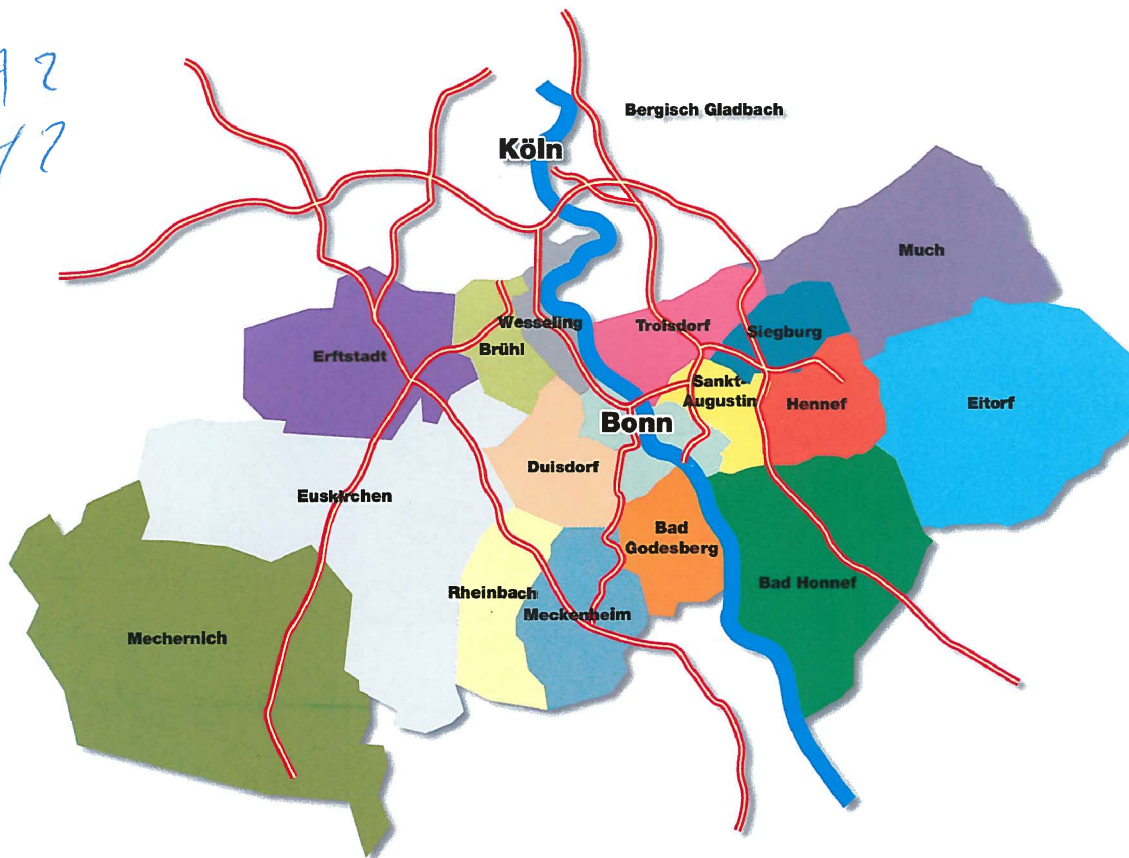 Bergisch Gladbach
Köln
Much
Wesseling
Troisdorf
Siegburg
Erftstadt
Brühl
Sankt-
Augustin
Hennef
Eitorf
Bonn
Duisdorf
Euskirchen
Bad
Godesberg
Bad Honnef
Rheinbach
Meckenheim
Mechernich